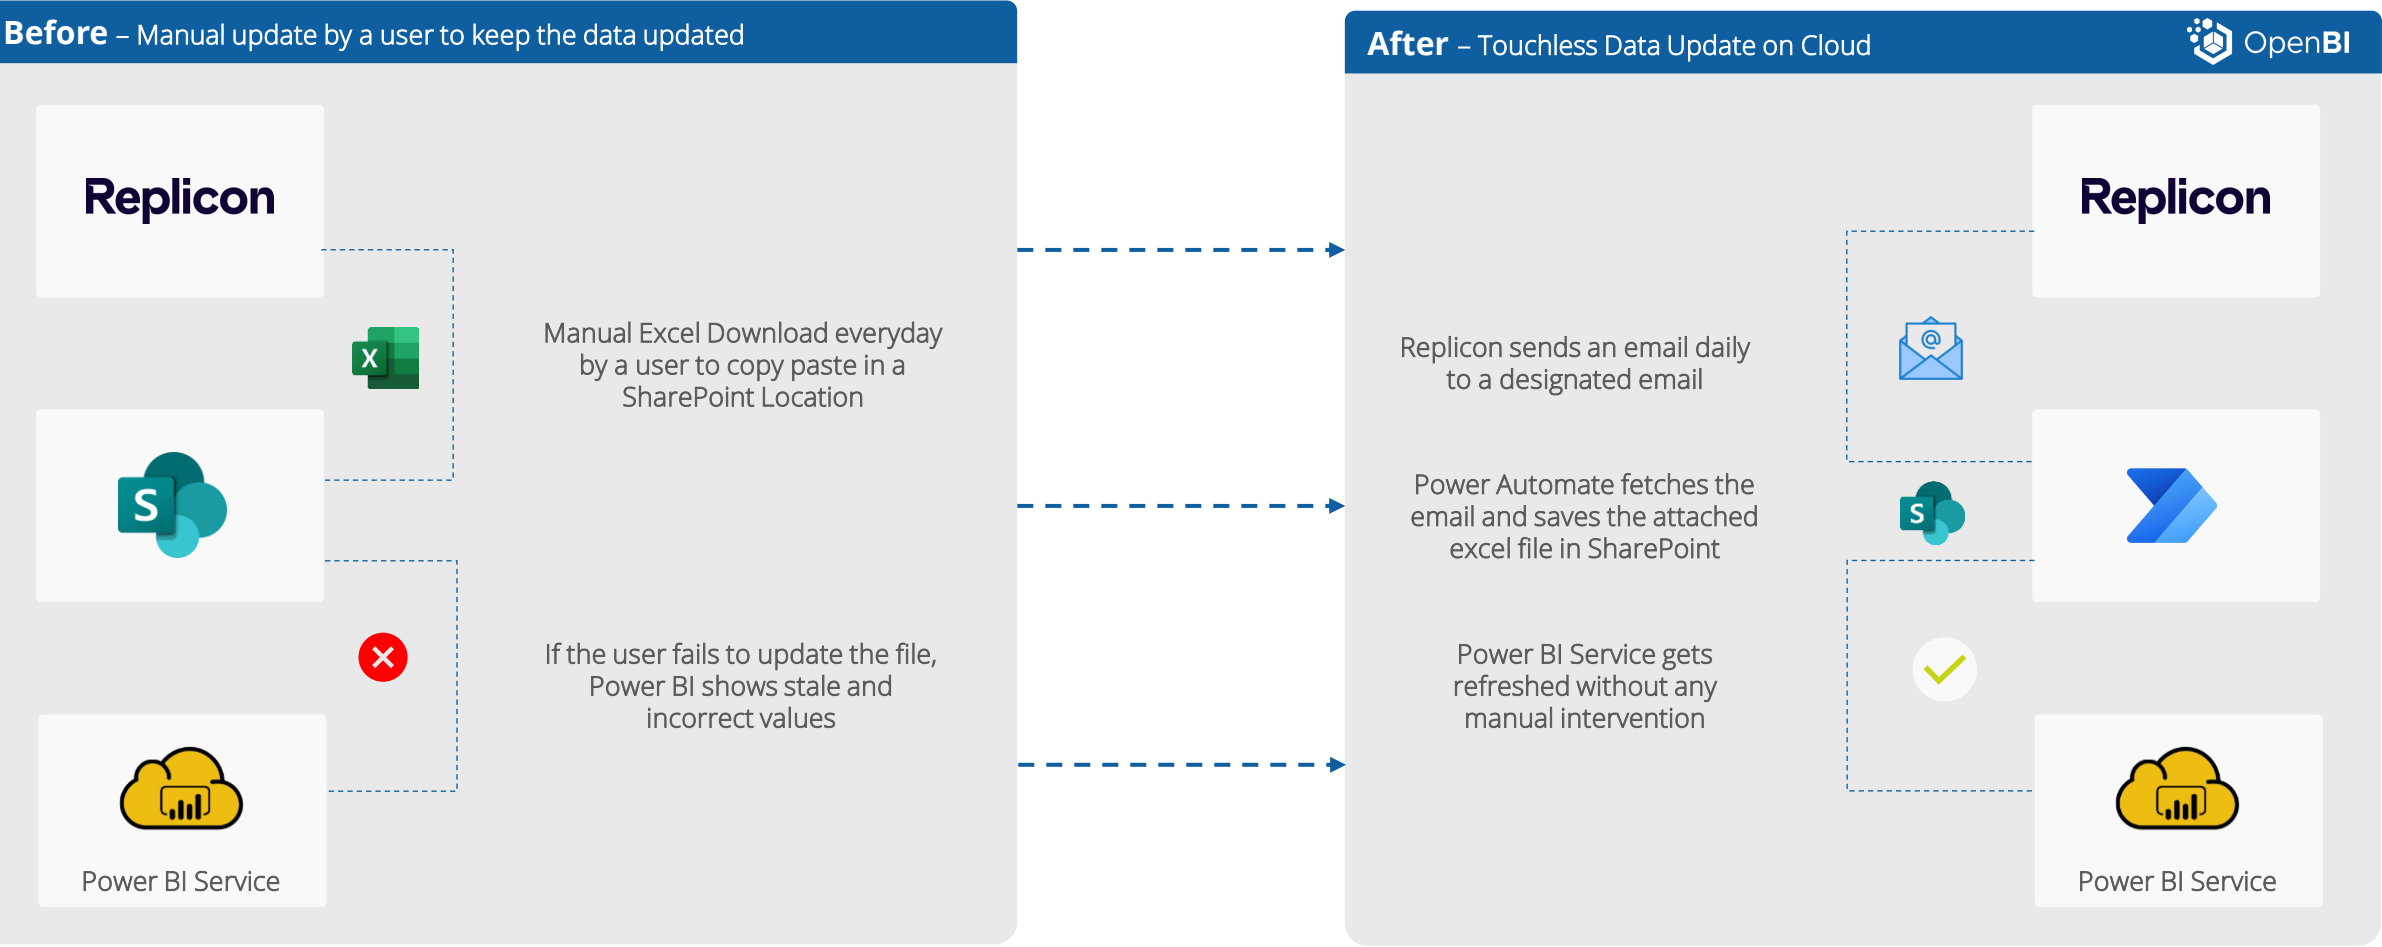 Before – Manual update by a user to keep the data updated
Replicon
X
Manual Excel Download everyday
by a user to copy paste in a
SharePoint Location
S
If the user fails to update the file,
Power BI shows stale and
incorrect values
Power BI Service
After – Touchless Data Update on Cloud
OpenBI
Replicon
Replicon sends an email daily
to a designated email
@
Power Automate fetches the
email and saves the attached
excel file in SharePoint
S
Power BI Service gets
refreshed without any
manual intervention
Power BI Service